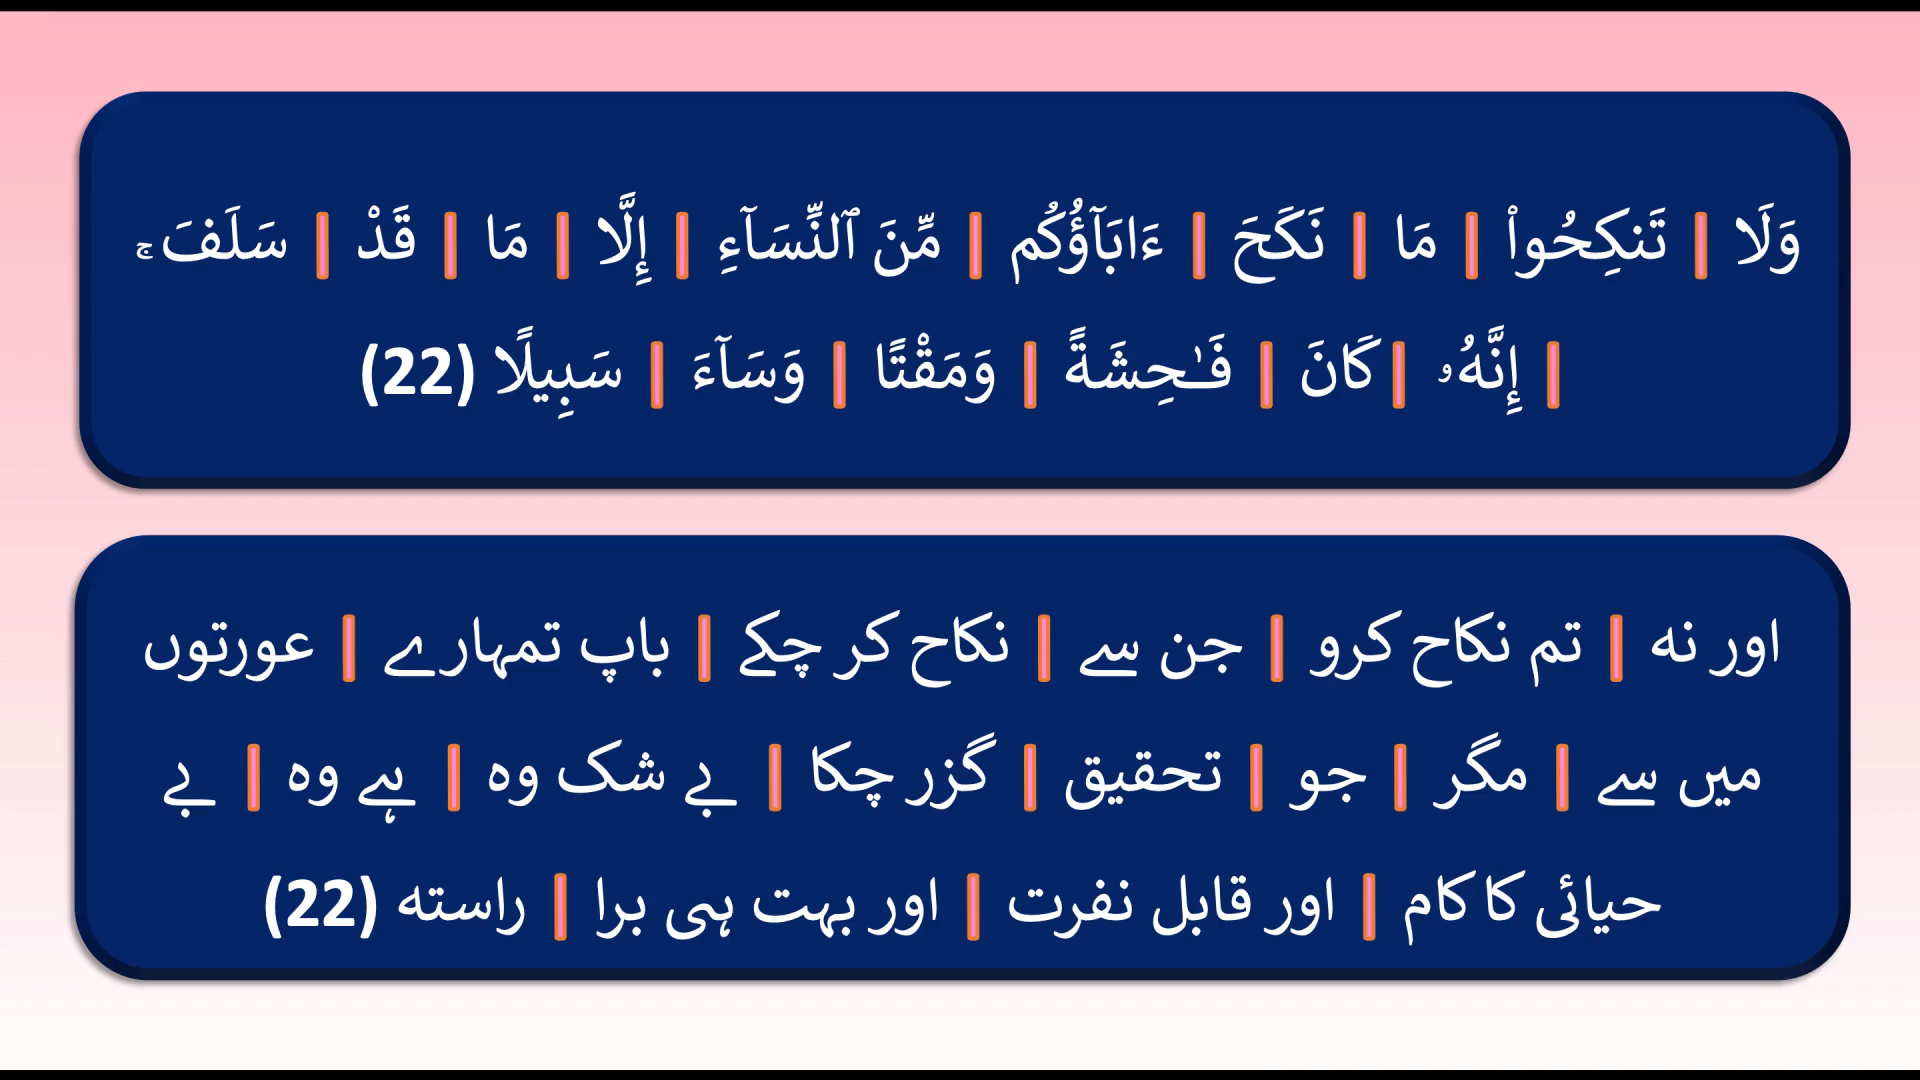 وَلَا | تَنكِحُوا۟ | مَا | نَكَحَ | ءَابَآؤُكُم | مِّنَ ٱلنِّسَآءِ | إِلَّا | مَا | قَدْ | سَلَفَ ۚ
| إِنَّهُۥ | كَانَ | فَـٰحِشَةً | وَمَقْتًا | وَسَآءَ | سَبِيلًا (22)
اور نہ | تم نکاح کرو | جن سے | نکاح کر چکے | باپ تمہارے | عورتوں
میں سے | مگر | جو | تحقیق | گزر چکا | بے شک وہ | ہے وہ | بے
حیائی کا کام | اور قابل نفرت | اور بہت ہی برا | راستہ (22)